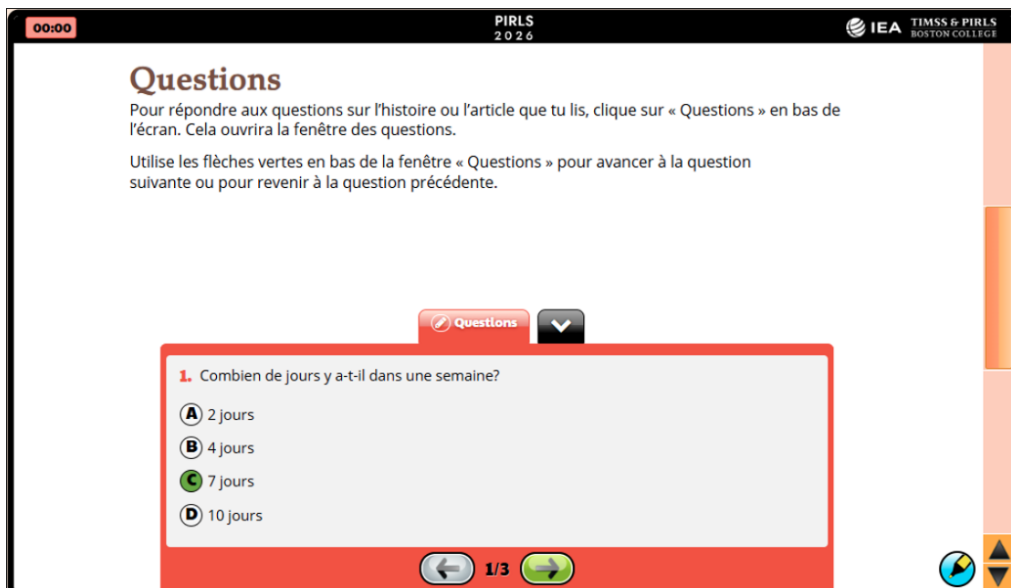 00:00
PIRLS
2026
IEA
TIMSS & PIRLS
BOSTON COLLEGE
Questions
Pour répondre aux questions sur l'histoire ou l'article que tu lis, clique sur « Questions » en bas de
l'écran. Cela ouvrira la fenêtre des questions.
Utilise les flèches vertes en bas de la fenêtre « Questions » pour avancer à la question
suivante ou pour revenir à la question précédente.
Questions
1. Combien de jours y a-t-il dans une semaine?
A 2 jours
B 4 jours
C 7 jours
D 10 jours
1/3